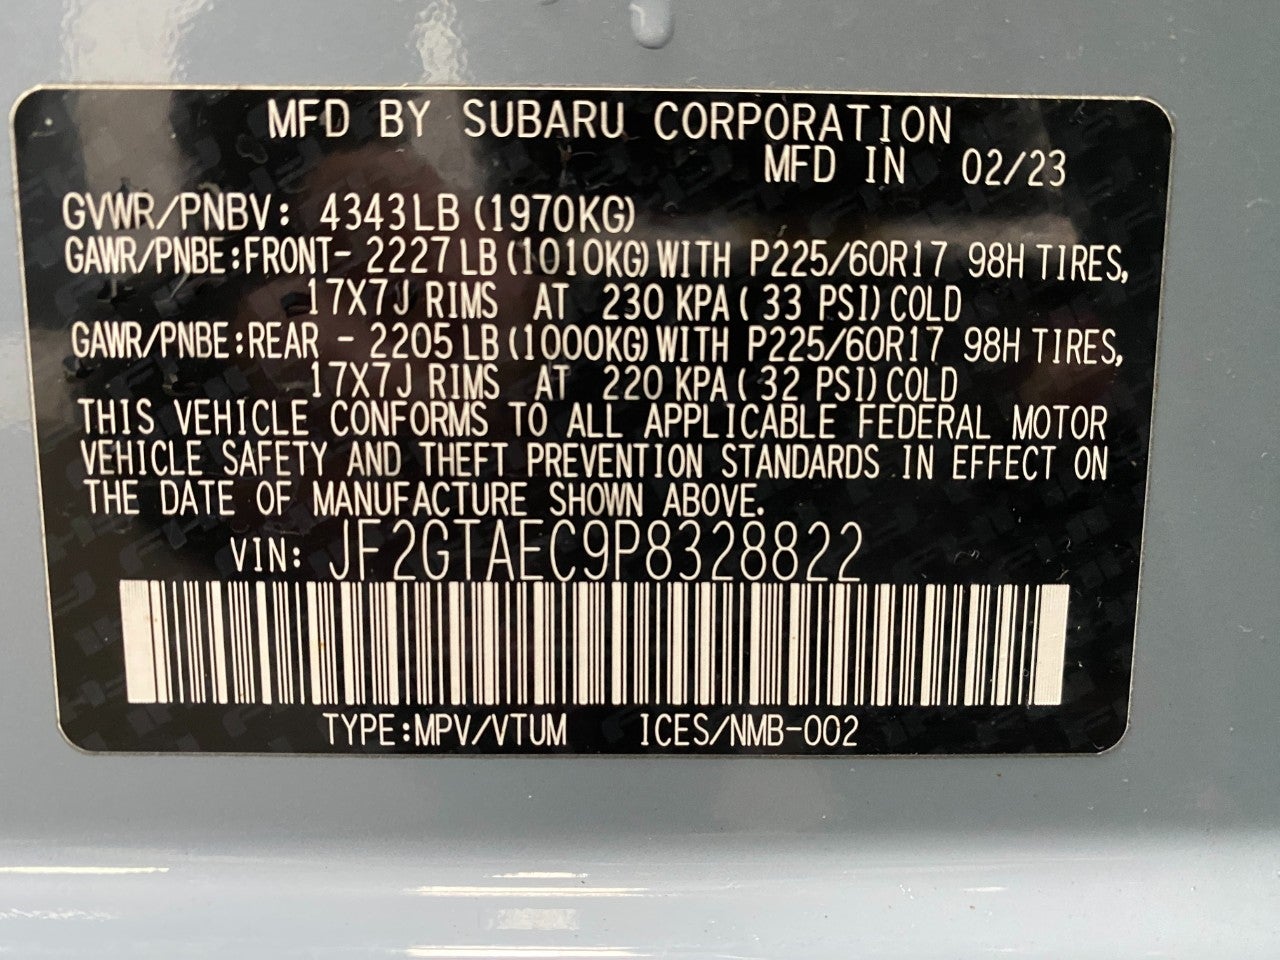 MFD BY SUBARU CORPORATION
MFD IN 02/23
GVWR/PNBV: 4343LB (1970KG)
GAWR/PNBE:FRONT- 2227LB(1010KG)WITH P225/60R17 98H TIRES,
17X7J RIMS AT 230 KPA( 33 PSI)COLD
GAWR/PNBE:REAR - 2205LB(1000KG)WITH P225/60R17 98H TIRES,
17X7J RIMS AT 220 KPA( 32 PSI)COLD
THIS VEHICLE CONFORMS TO ALL APPLICABLE FEDERAL MOTOR
VEHICLE SAFETY AND THEFT PREVENTION STANDARDS IN EFFECT ON
THE DATE OF MANUFACTURE SHOWN ABOVE.
VIN: JF2GTAEC9P8328822
TYPE:MPV/VTUM ICES/NMB-002